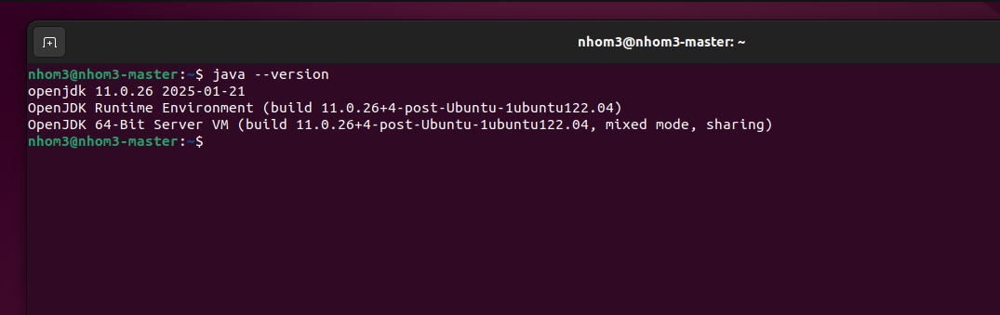 nhom3@nhom3-master: ~
nhom3@nhom3-master:~$ java --version
openjdk 11.0.26 2025-01-21
OpenJDK Runtime Environment (build 11.0.26+4-post-Ubuntu-1ubuntu122.04)
OpenJDK 64-Bit Server VM (build 11.0.26+4-post-Ubuntu-1ubuntu122.04, mixed mode, sharing)
nhom3@nhom3-master:~$